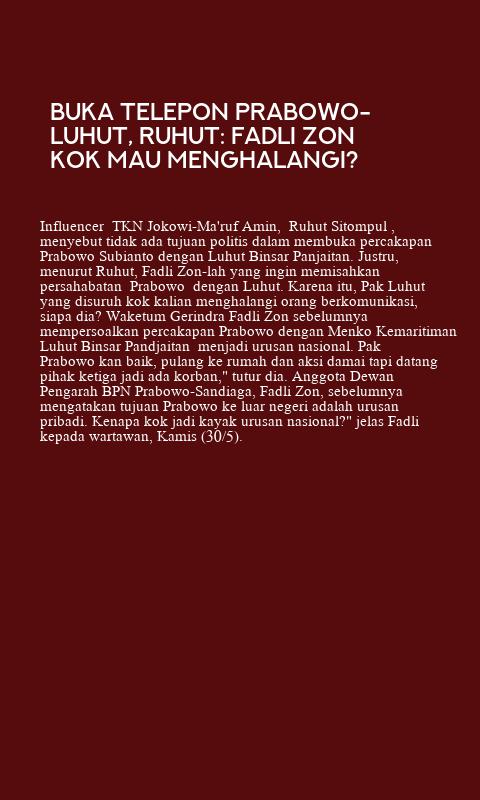 BUKA TELEPON PRABOWO-
LUHUT, RUHUT: FADLI ZON
KOK MAU MENGHALANGI?
Influencer  TKN Jokowi-Ma'ruf Amin,  Ruhut Sitompul ,
menyebut tidak ada tujuan politis dalam membuka percakapan
Prabowo Subianto dengan Luhut Binsar Panjaitan. Justru,
menurut Ruhut, Fadli Zon-lah yang ingin memisahkan
persahabatan  Prabowo  dengan Luhut. Karena itu, Pak Luhut
yang disuruh kok kalian menghalangi orang berkomunikasi,
siapa dia? Waketum Gerindra Fadli Zon sebelumnya
mempersoalkan percakapan Prabowo dengan Menko Kemaritiman
Luhut Binsar Pandjaitan  menjadi urusan nasional. Pak
Prabowo kan baik, pulang ke rumah dan aksi damai tapi datang
pihak ketiga jadi ada korban," tutur dia. Anggota Dewan
Pengarah BPN Prabowo-Sandiaga, Fadli Zon, sebelumnya
mengatakan tujuan Prabowo ke luar negeri adalah urusan
pribadi. Kenapa kok jadi kayak urusan nasional?" jelas Fadli
kepada wartawan, Kamis (30/5).